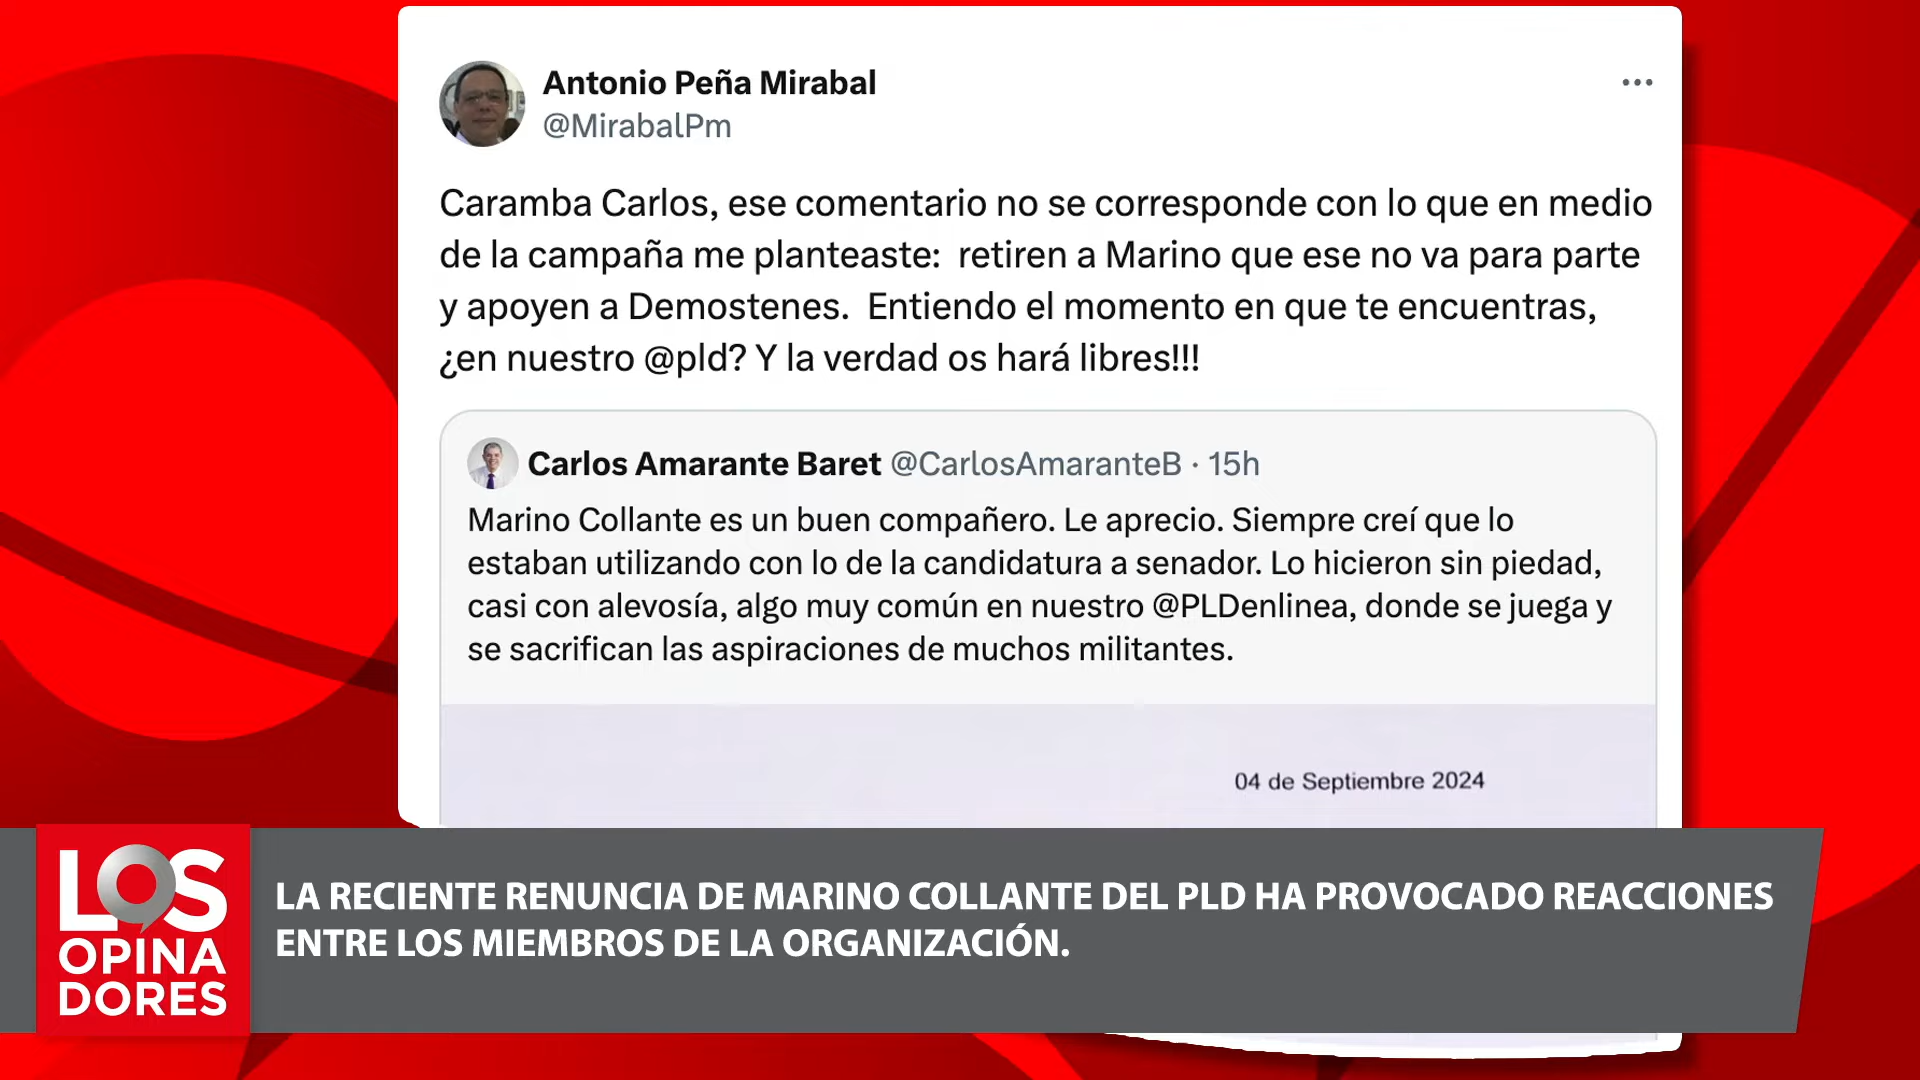 Antonio Peña Mirabal
@MirabalPm
Caramba Carlos, ese comentario no se corresponde con lo que en medio
de la campaña me planteaste:  retiren a Marino que ese no va para parte
y apoyen a Demostenes.  Entiendo el momento en que te encuentras,
¿en nuestro @pld? Y la verdad os hará libres!!!
Carlos Amarante Baret @CarlosAmaranteB · 15h
Marino Collante es un buen compañero. Le aprecio. Siempre creí que lo
estaban utilizando con lo de la candidatura a senador. Lo hicieron sin piedad,
casi con alevosía, algo muy común en nuestro @PLDenlinea, donde se juega y
se sacrifican las aspiraciones de muchos militantes.
04 de Septiembre 2024
LOS
OPINA
DORES
LA RECIENTE RENUNCIA DE MARINO COLLANTE DEL PLD HA PROVOCADO REACCIONES
ENTRE LOS MIEMBROS DE LA ORGANIZACIÓN.